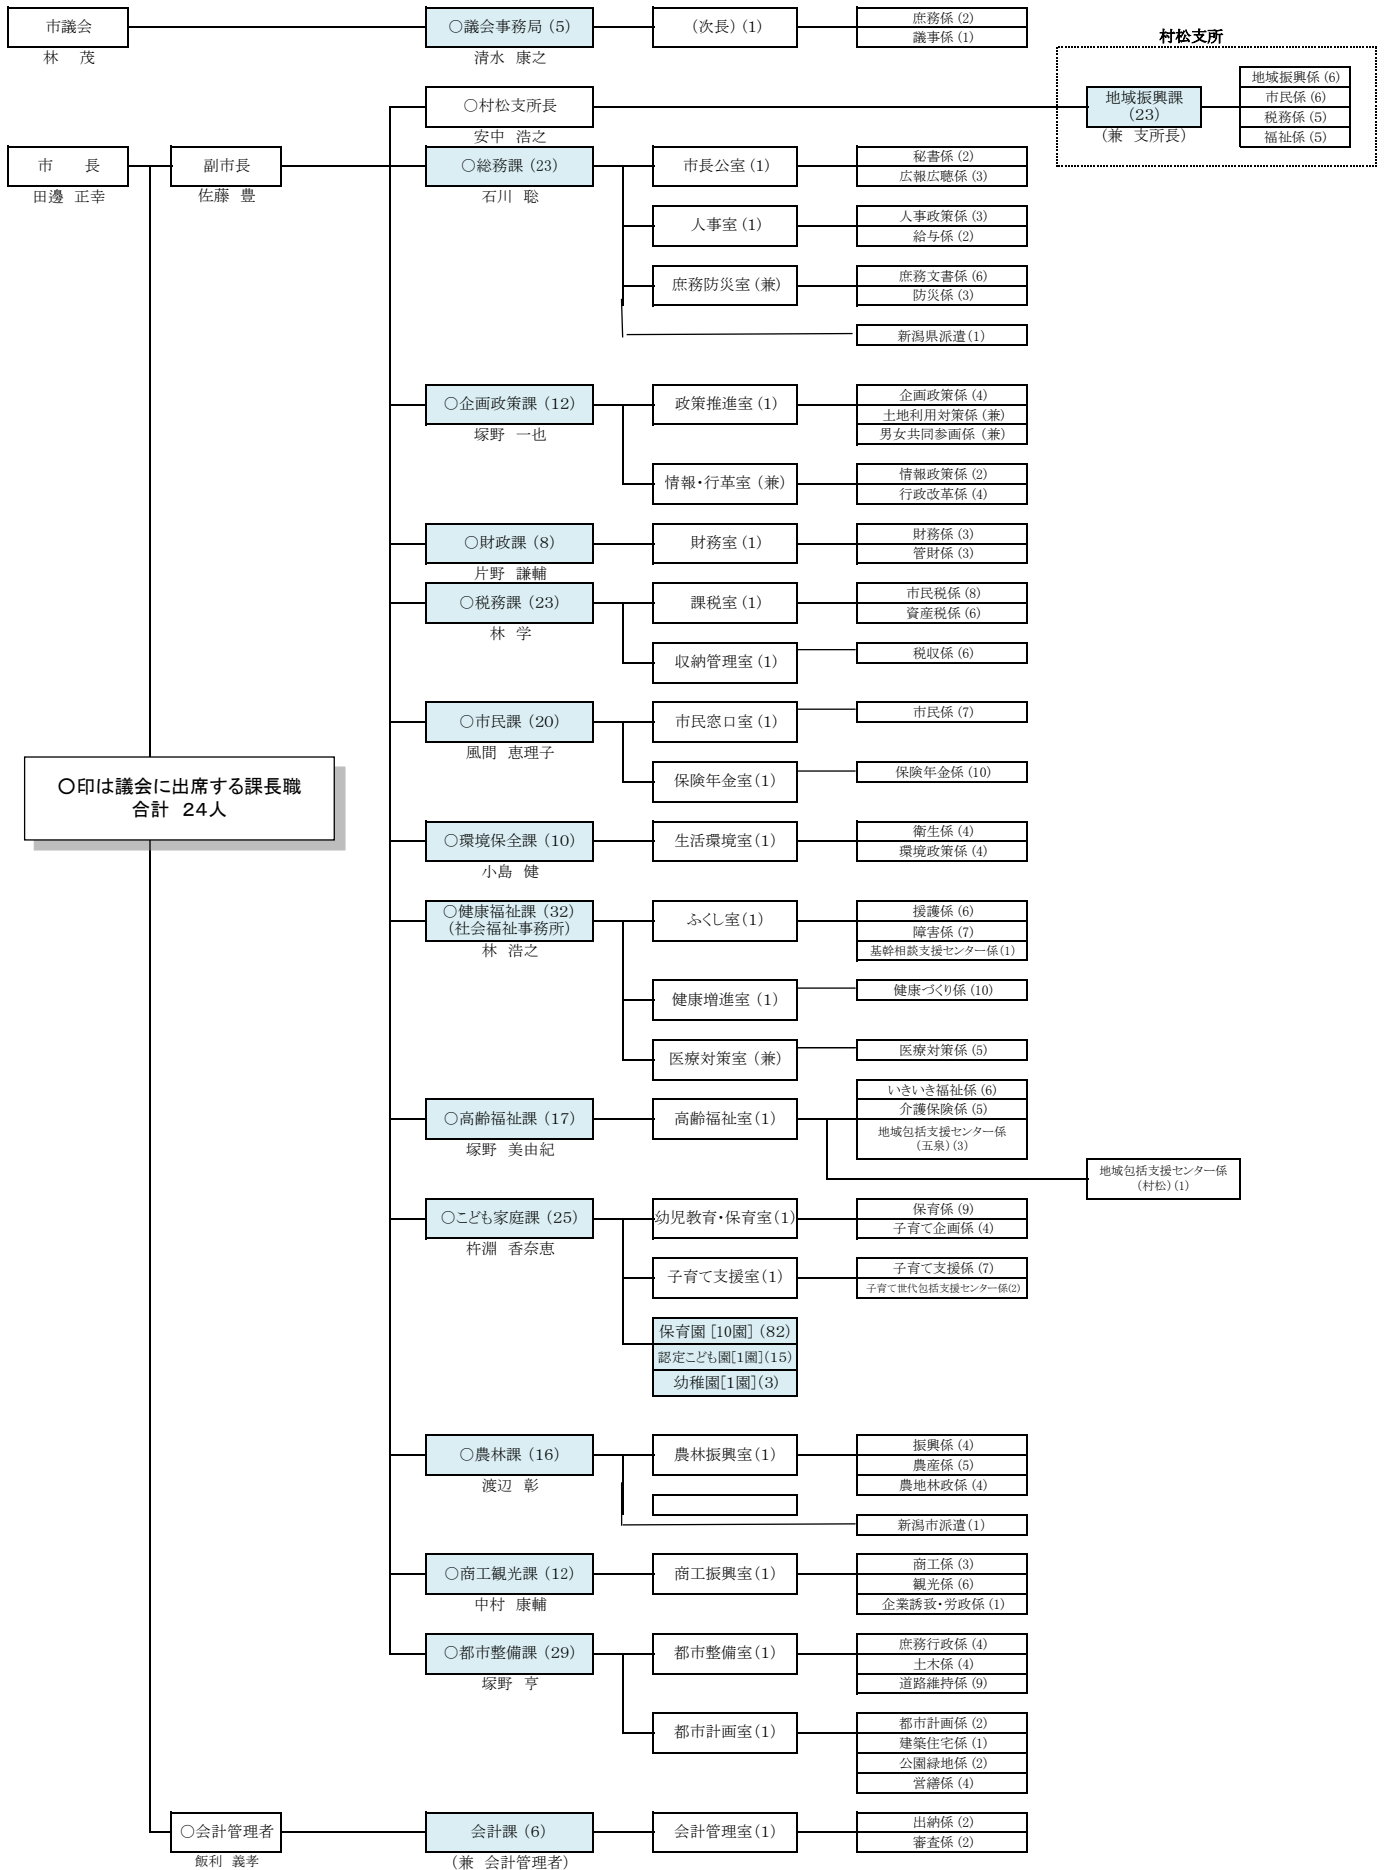 市議会
林　茂
○議会事務局 (5)
清水 康之
(次長) (1)
庶務係 (2)
議事係 (1)
村松支所
○村松支所長
安中 浩之
地域振興課
(23)
(兼 支所長)
地域振興係 (6)
市民係 (6)
税務係 (5)
福祉係 (5)
市　　長
田邊 正幸
副市長
佐藤 豊
○総務課 (23)
石川 聡
市長公室 (1)
秘書係 (2)
広報広聴係 (3)
人事室 (1)
人事政策係 (3)
給与係 (2)
庶務防災室 (兼)
庶務文書係 (6)
防災係 (3)
新潟県派遣 (1)
○企画政策課 (12)
塚野 一也
政策推進室 (1)
企画政策係 (4)
土地利用対策係 (兼)
男女共同参画係 (兼)
情報・行革室 (兼)
情報政策係 (2)
行政改革係 (4)
○財政課 (8)
片野 謙輔
財務室 (1)
財務係 (3)
管財係 (3)
○税務課 (23)
林 学
課税室 (1)
市民税係 (8)
資産税係 (6)
収納管理室 (1)
税収係 (6)
○市民課 (20)
風間 恵理子
市民窓口室 (1)
市民係 (7)
保険年金室 (1)
保険年金係 (10)
○印は議会に出席する課長職
合計 24人
○環境保全課 (10)
小島 健
生活環境室 (1)
衛生係 (4)
環境政策係 (4)
○健康福祉課 (32)
(社会福祉事務所)
林 浩之
ふくし室 (1)
援護係 (6)
障害係 (7)
基幹相談支援センター係 (1)
健康増進室 (1)
健康づくり係 (10)
医療対策室 (兼)
医療対策係 (5)
○高齢福祉課 (17)
塚野 美由紀
高齢福祉室 (1)
いきいき福祉係 (6)
介護保険係 (5)
地域包括支援センター係
(五泉) (3)
地域包括支援センター係
(村松) (1)
○こども家庭課 (25)
杵淵 香奈恵
幼児教育・保育室 (1)
保育係 (9)
子育て企画係 (4)
子育て支援室 (1)
子育て支援係 (7)
子育て世代包括支援センター係(2)
保育園 [10園] (82)
認定こども園[1園] (15)
幼稚園[1園] (3)
○農林課 (16)
渡辺 彰
農林振興室 (1)
振興係 (4)
農産係 (5)
農地林政係 (4)
新潟市派遣 (1)
○商工観光課 (12)
中村 康輔
商工振興室 (1)
商工係 (3)
観光係 (6)
企業誘致・労政係 (1)
○都市整備課 (29)
塚野 亨
都市整備室 (1)
庶務行政係 (4)
土木係 (4)
道路維持係 (9)
都市計画室 (1)
都市計画係 (2)
建築住宅係 (1)
公園緑地係 (2)
営繕係 (4)
○会計管理者
飯利 義孝
会計課 (6)
(兼 会計管理者)
会計管理室 (1)
出納係 (2)
審査係 (2)